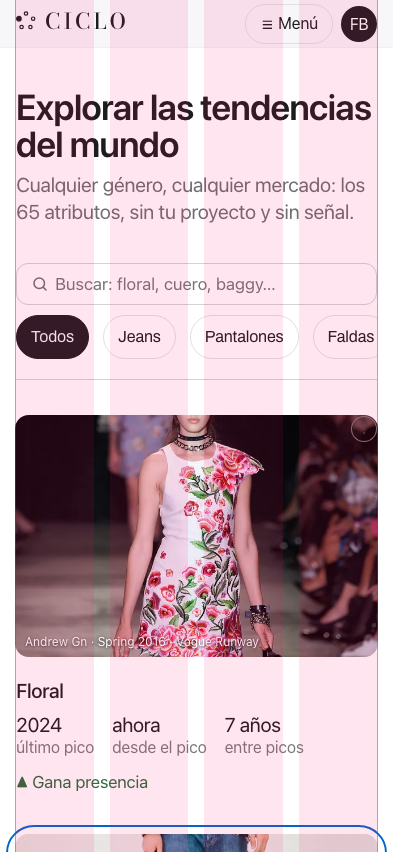 CICLO
Menú
FB
Explorar las tendencias
del mundo
Cualquier género, cualquier mercado: los
65 atributos, sin tu proyecto y sin señal.
Buscar: floral, cuero, baggy...
Todos
Jeans
Pantalones
Faldas
Andrew Gn · Spring 2016 · Vogue Runway
Floral
2024
ahora
7 años
último pico
desde el pico
entre picos
Gana presencia